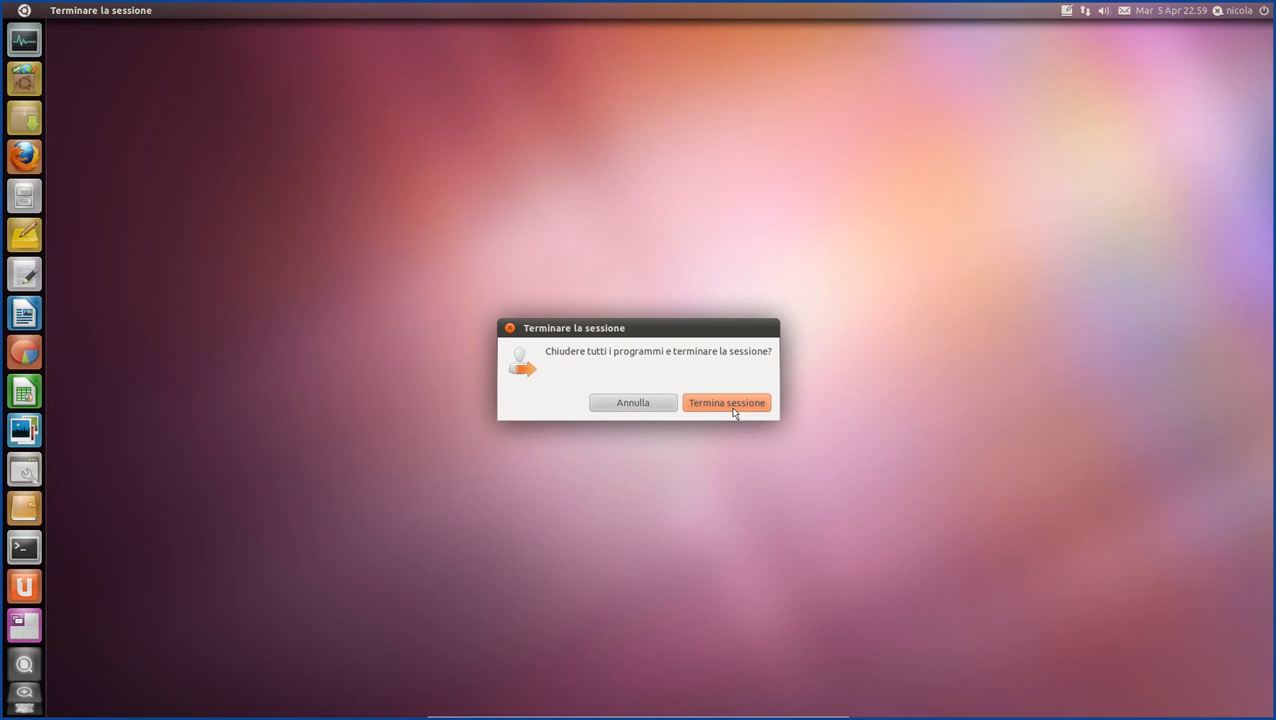 Terminare la sessione
Mar 5 Apr 22.59
nicola
Terminare la sessione
Chiudere tutti i programmi e terminare la sessione?
Annulla
Termina sessione